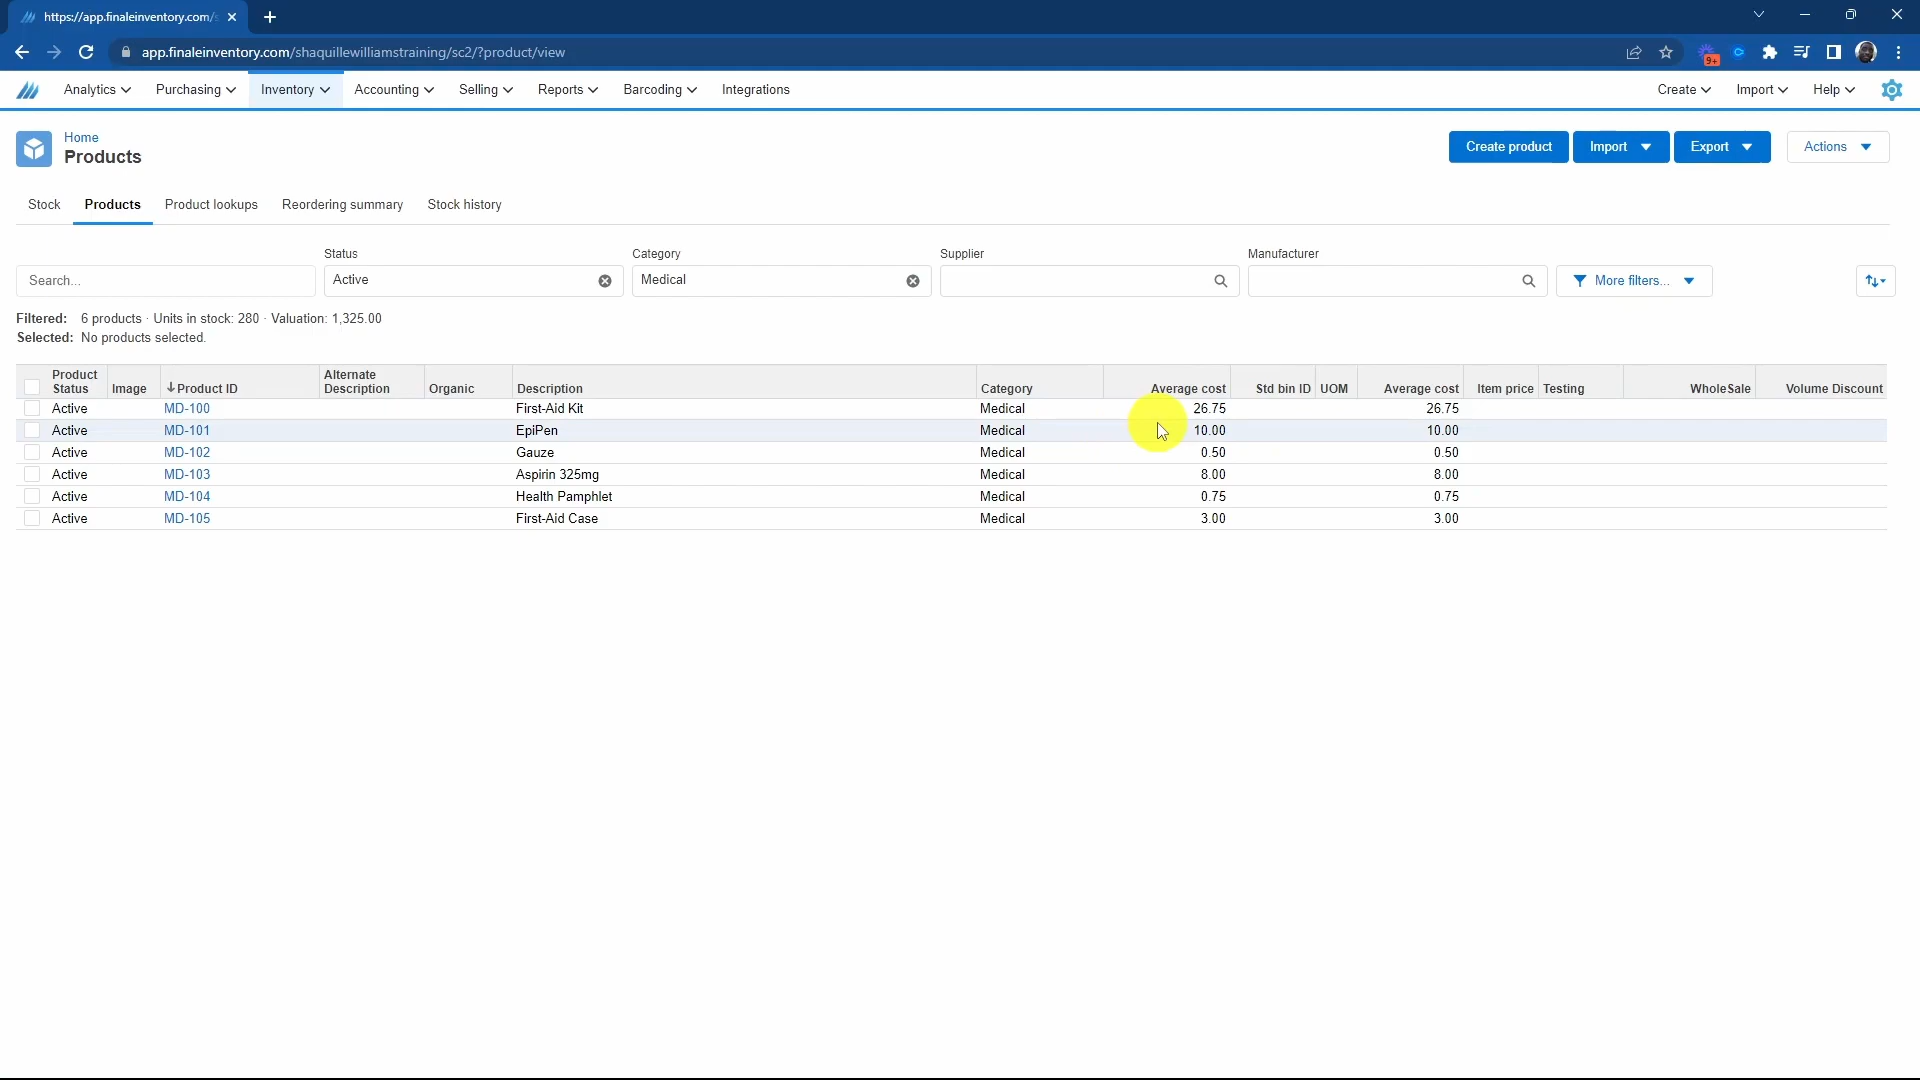 https://app.finaleinventory.com/s
app.finaleinventory.com/shaquillewilliamstraining/sc2/?product/view
9+
Analytics Purchasing Inventory Accounting Selling Reports Barcoding Integrations Create Import Help
Home
Products
Create product Import Export Actions
Stock Products Product lookups Reordering summary Stock history
Status Category Supplier Manufacturer
Search... Active Medical More filters...
Filtered: 6 products · Units in stock: 280 · Valuation: 1,325.00
Selected: No products selected.
Product Status Image Product ID Alternate Description Organic Description Category Average cost Std bin ID UOM Average cost Item price Testing WholeSale Volume Discount
Active MD-100 First-Aid Kit Medical 26.75 26.75
Active MD-101 EpiPen Medical 10.00 10.00
Active MD-102 Gauze Medical 0.50 0.50
Active MD-103 Aspirin 325mg Medical 8.00 8.00
Active MD-104 Health Pamphlet Medical 0.75 0.75
Active MD-105 First-Aid Case Medical 3.00 3.00